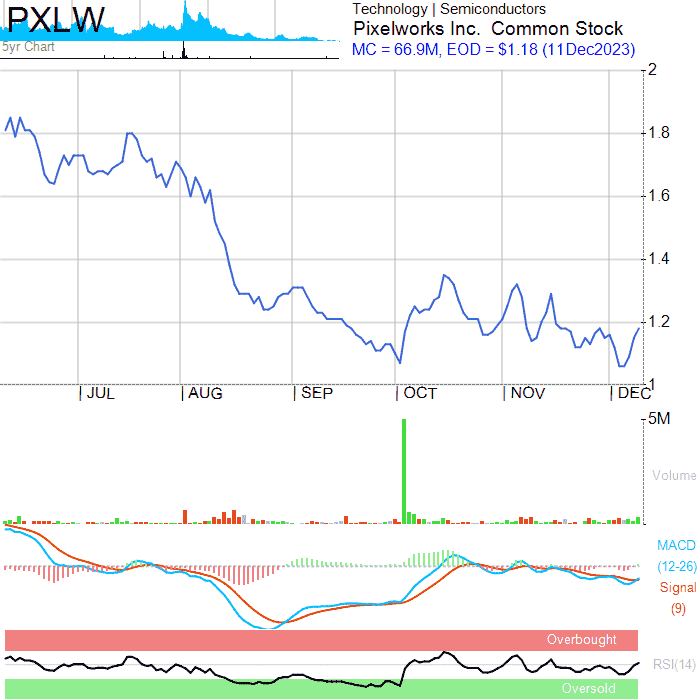 PXLW
5yr Chart
Technology | Semiconductors
Pixelworks Inc. Common Stock
MC = 66.9M, EOD = $1.18 (11Dec2023)
2
1.8
1.6
1.4
1.2
1
JUL AUG SEP OCT NOV DEC
5M
Volume
MACD
(12-26)
Signal
(9)
Overbought
RSI(14)
Oversold